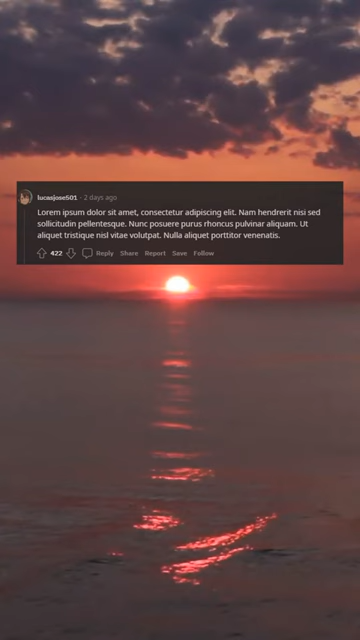 lucasjose501 · 2 days ago
Lorem ipsum dolor sit amet, consectetur adipiscing elit. Nam hendrerit nisi sed
sollicitudin pellentesque. Nunc posuere purus rhoncus pulvinar aliquam. Ut
aliquet tristique nisl vitae volutpat. Nulla aliquet porttitor venenatis.
422 Reply Share Report Save Follow